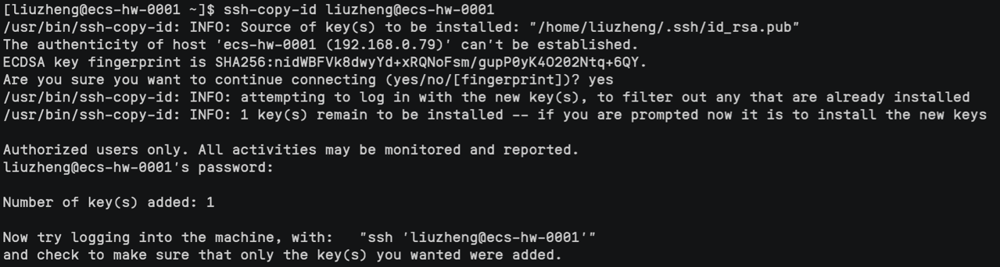 [liuzheng@ecs-hw-0001 ~]$ ssh-copy-id liuzheng@ecs-hw-0001
/usr/bin/ssh-copy-id: INFO: Source of key(s) to be installed: "/home/liuzheng/.ssh/id_rsa.pub"
The authenticity of host 'ecs-hw-0001 (192.168.0.79)' can't be established.
ECDSA key fingerprint is SHA256:nidWBFVk8dwyYd+xRQNoFsm/gupP0yK4O202Ntq+6QY.
Are you sure you want to continue connecting (yes/no/[fingerprint])? yes
/usr/bin/ssh-copy-id: INFO: attempting to log in with the new key(s), to filter out any that are already installed
/usr/bin/ssh-copy-id: INFO: 1 key(s) remain to be installed -- if you are prompted now it is to install the new keys
Authorized users only. All activities may be monitored and reported.
liuzheng@ecs-hw-0001's password:
Number of key(s) added: 1
Now try logging into the machine, with:   "ssh 'liuzheng@ecs-hw-0001'"
and check to make sure that only the key(s) you wanted were added.